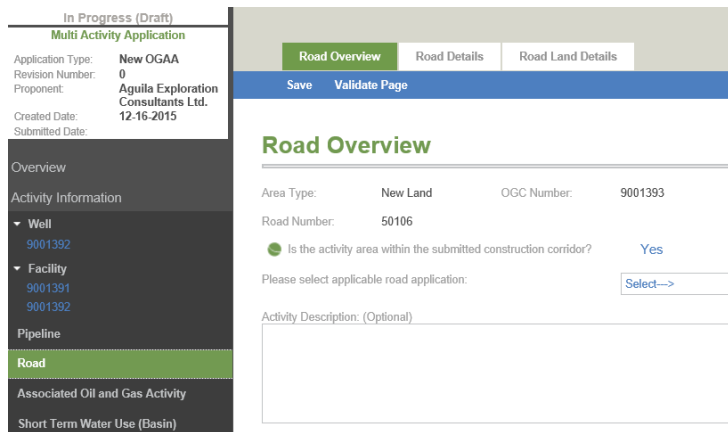 In Progress (Draft)
Multi Activity Application
Application Type: New OGAA
Revision Number: 0
Proponent: Aguila Exploration
Consultants Ltd.
Created Date: 12-16-2015
Submitted Date:
Overview
Activity Information
Well
9001392
Facility
9001391
9001392
Pipeline
Road
Associated Oil and Gas Activity
Short Term Water Use (Basin)
Road Overview Road Details Road Land Details
Save Validate Page
Road Overview
Area Type: New Land OGC Number: 9001393
Road Number: 50106
Is the activity area within the submitted construction corridor? Yes
Please select applicable road application: Select--->
Activity Description: (Optional)